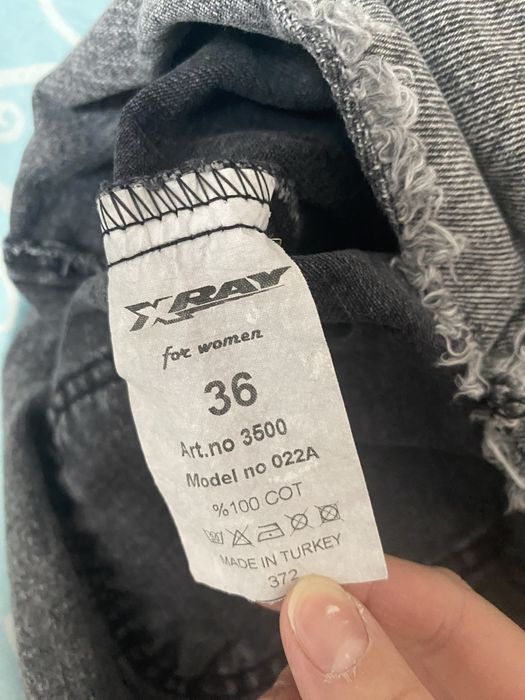 XRAY
for women
36
Art.no 3500
Model no 022A
%100 COT
MADE IN TURKEY
372